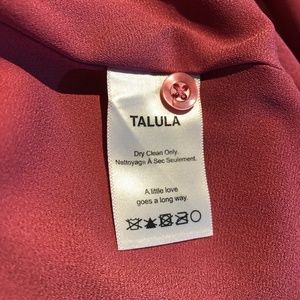 TALULA
Dry Clean Only.
Nettoyage À Sec Seulement.
A little love
goes a long way.